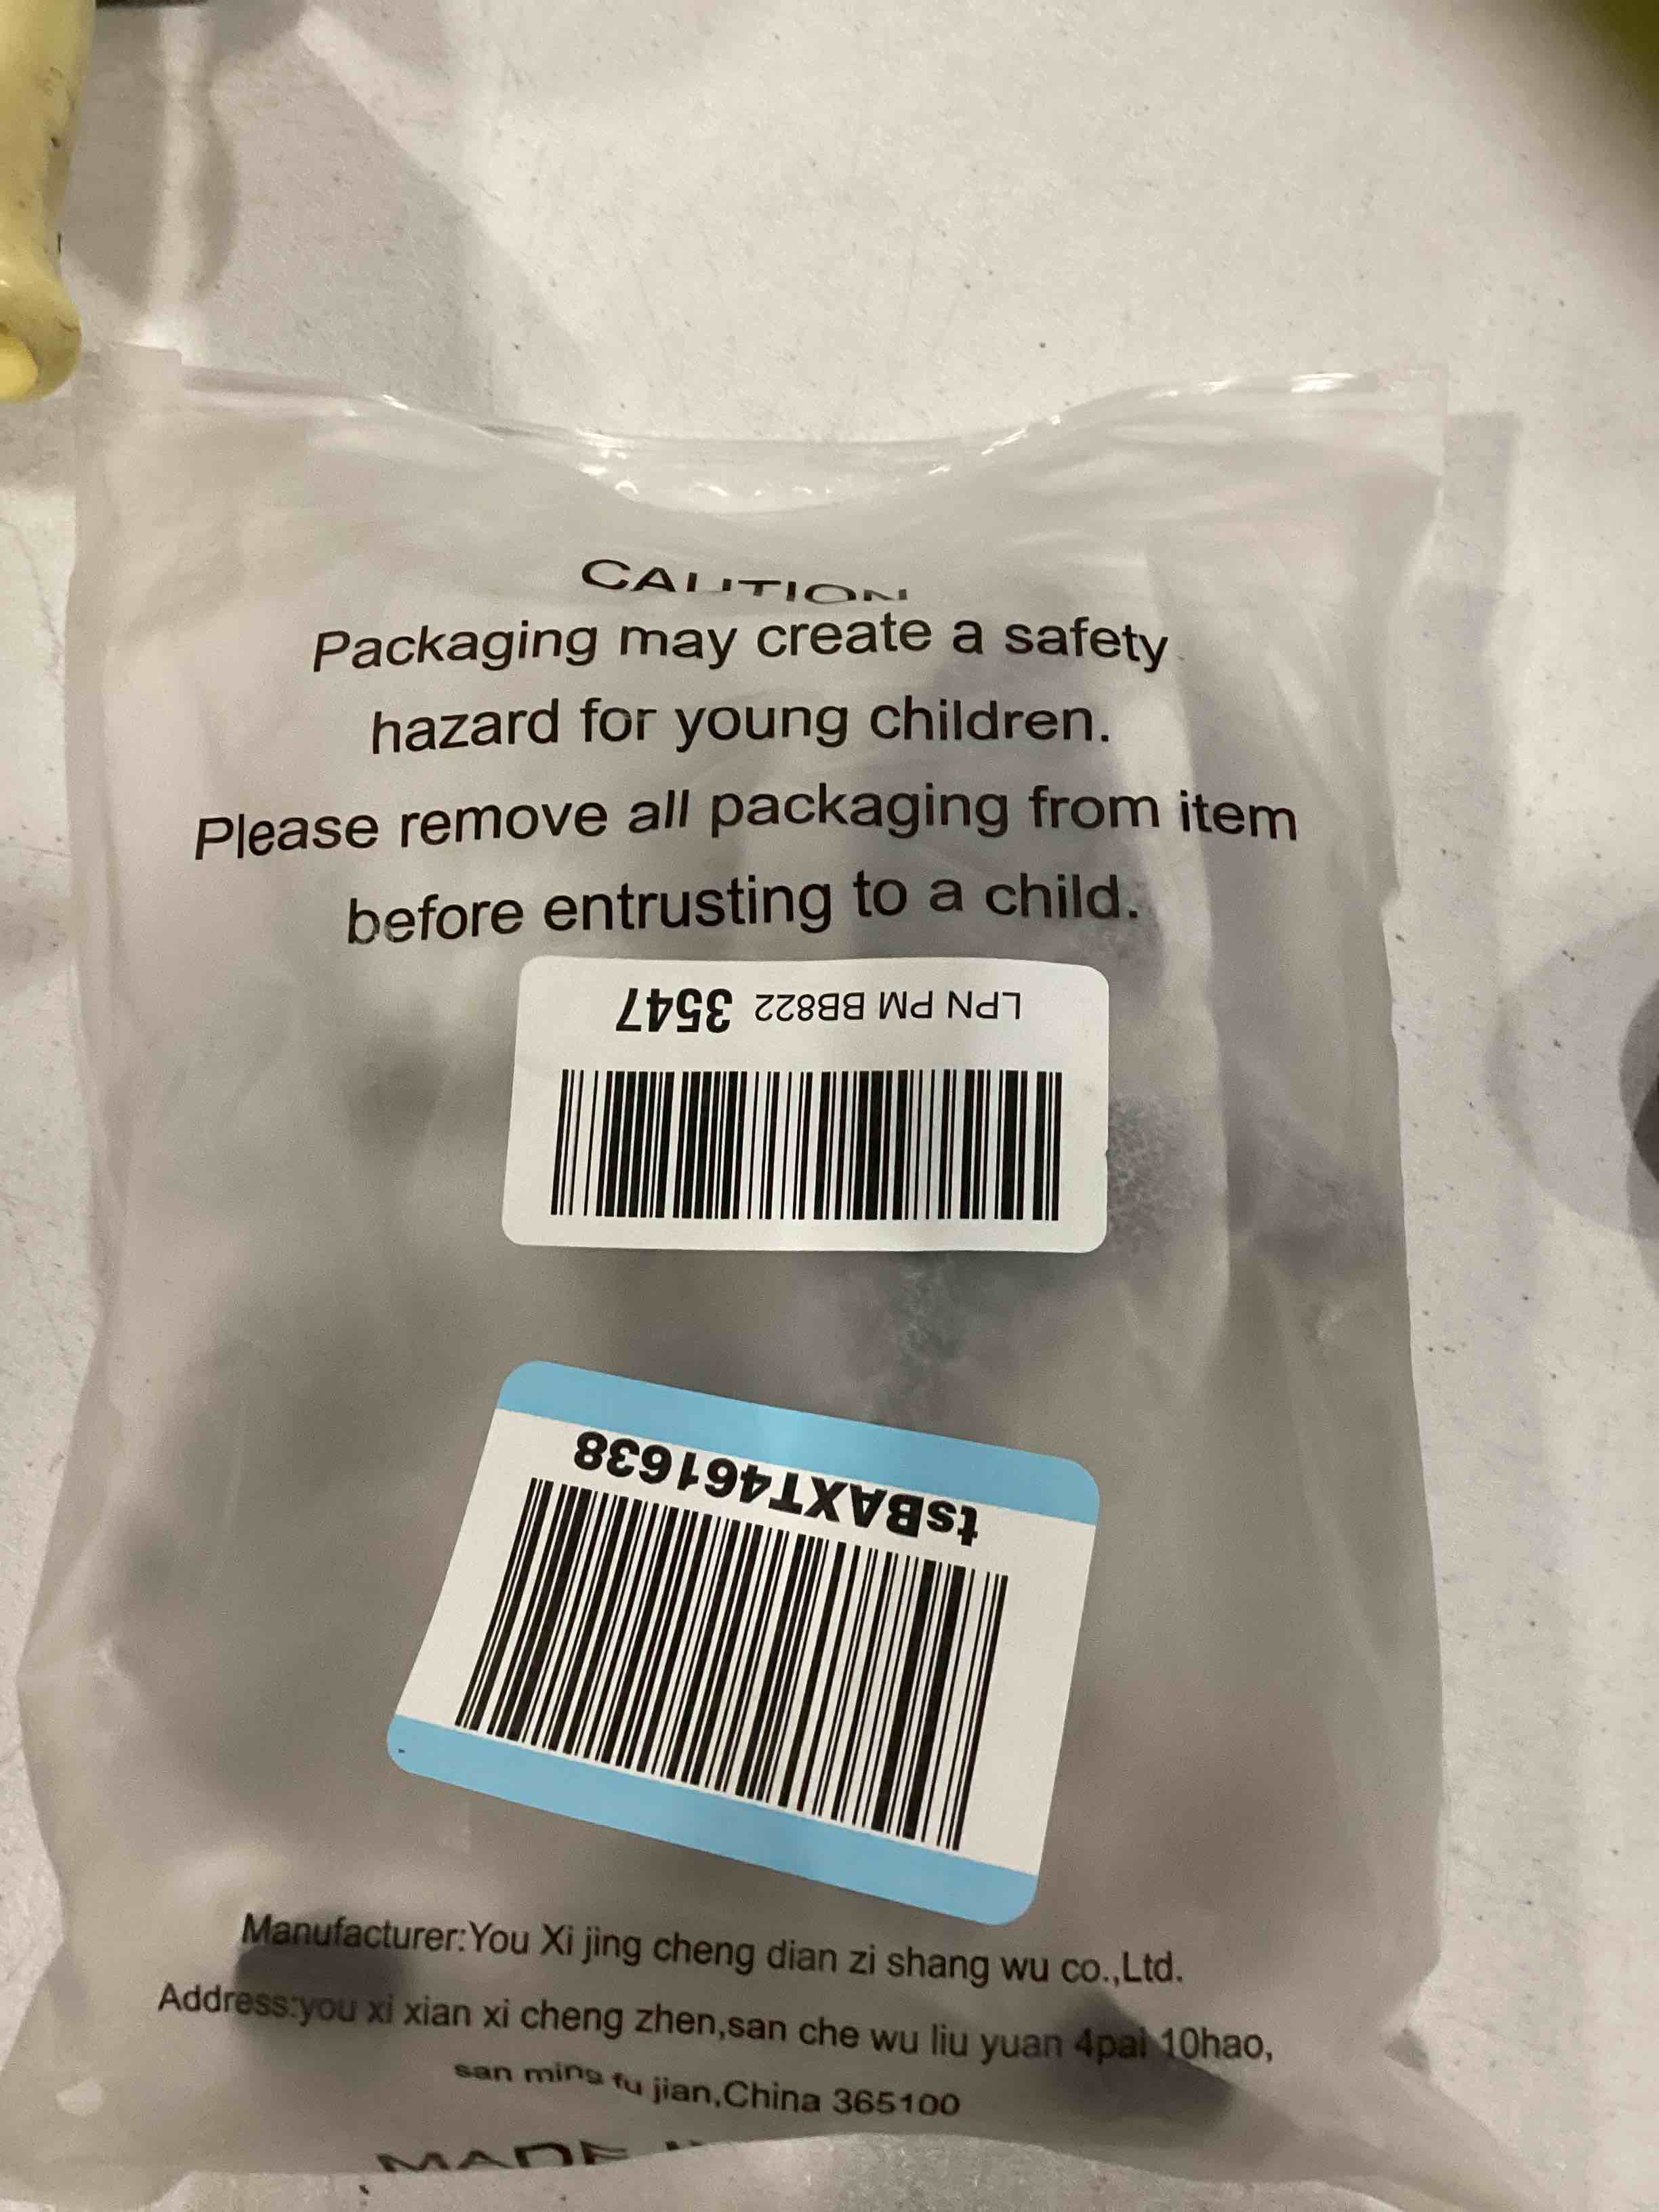 CAUTION
Packaging may create a safety
hazard for young children.
Please remove all packaging from item
before entrusting to a child.
LPN PM BB822 3547
tsBAXT461638
Manufacturer:You Xi jing cheng dian zi shang wu co.,Ltd.
Address:you xi xian xi cheng zhen,san che wu liu yuan 4pai 10hao,
san ming fu jian,China 365100
MADE